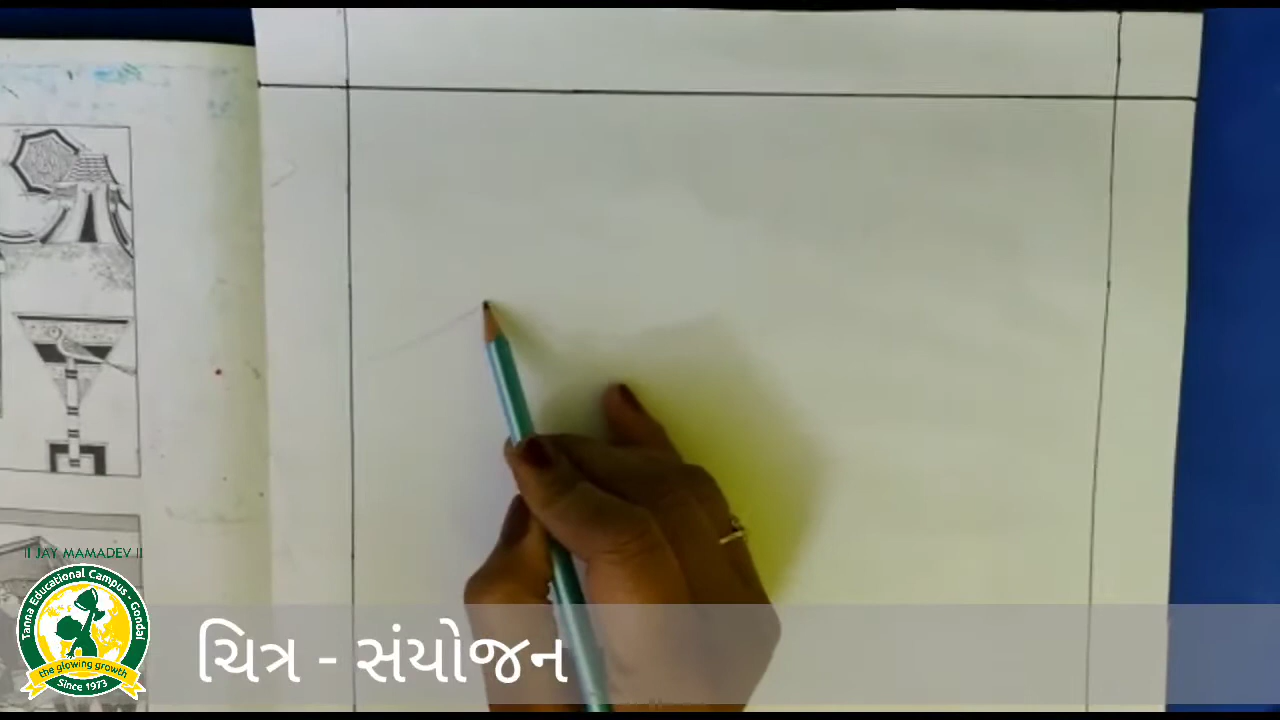 ॥ JAY MAMADEV ॥
Tanna Educational Campus - Gondal
the glowing growth
Since 1973
ચિત્ર - સંયોજન